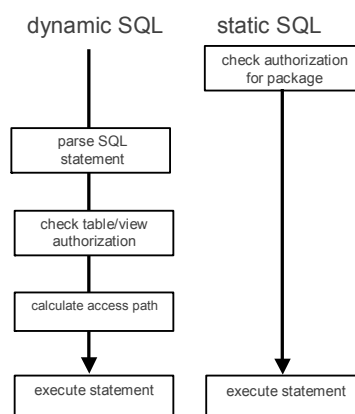 dynamic SQL
static SQL
check authorization
for package
parse SQL
statement
check table/view
authorization
calculate access path
execute statement
execute statement